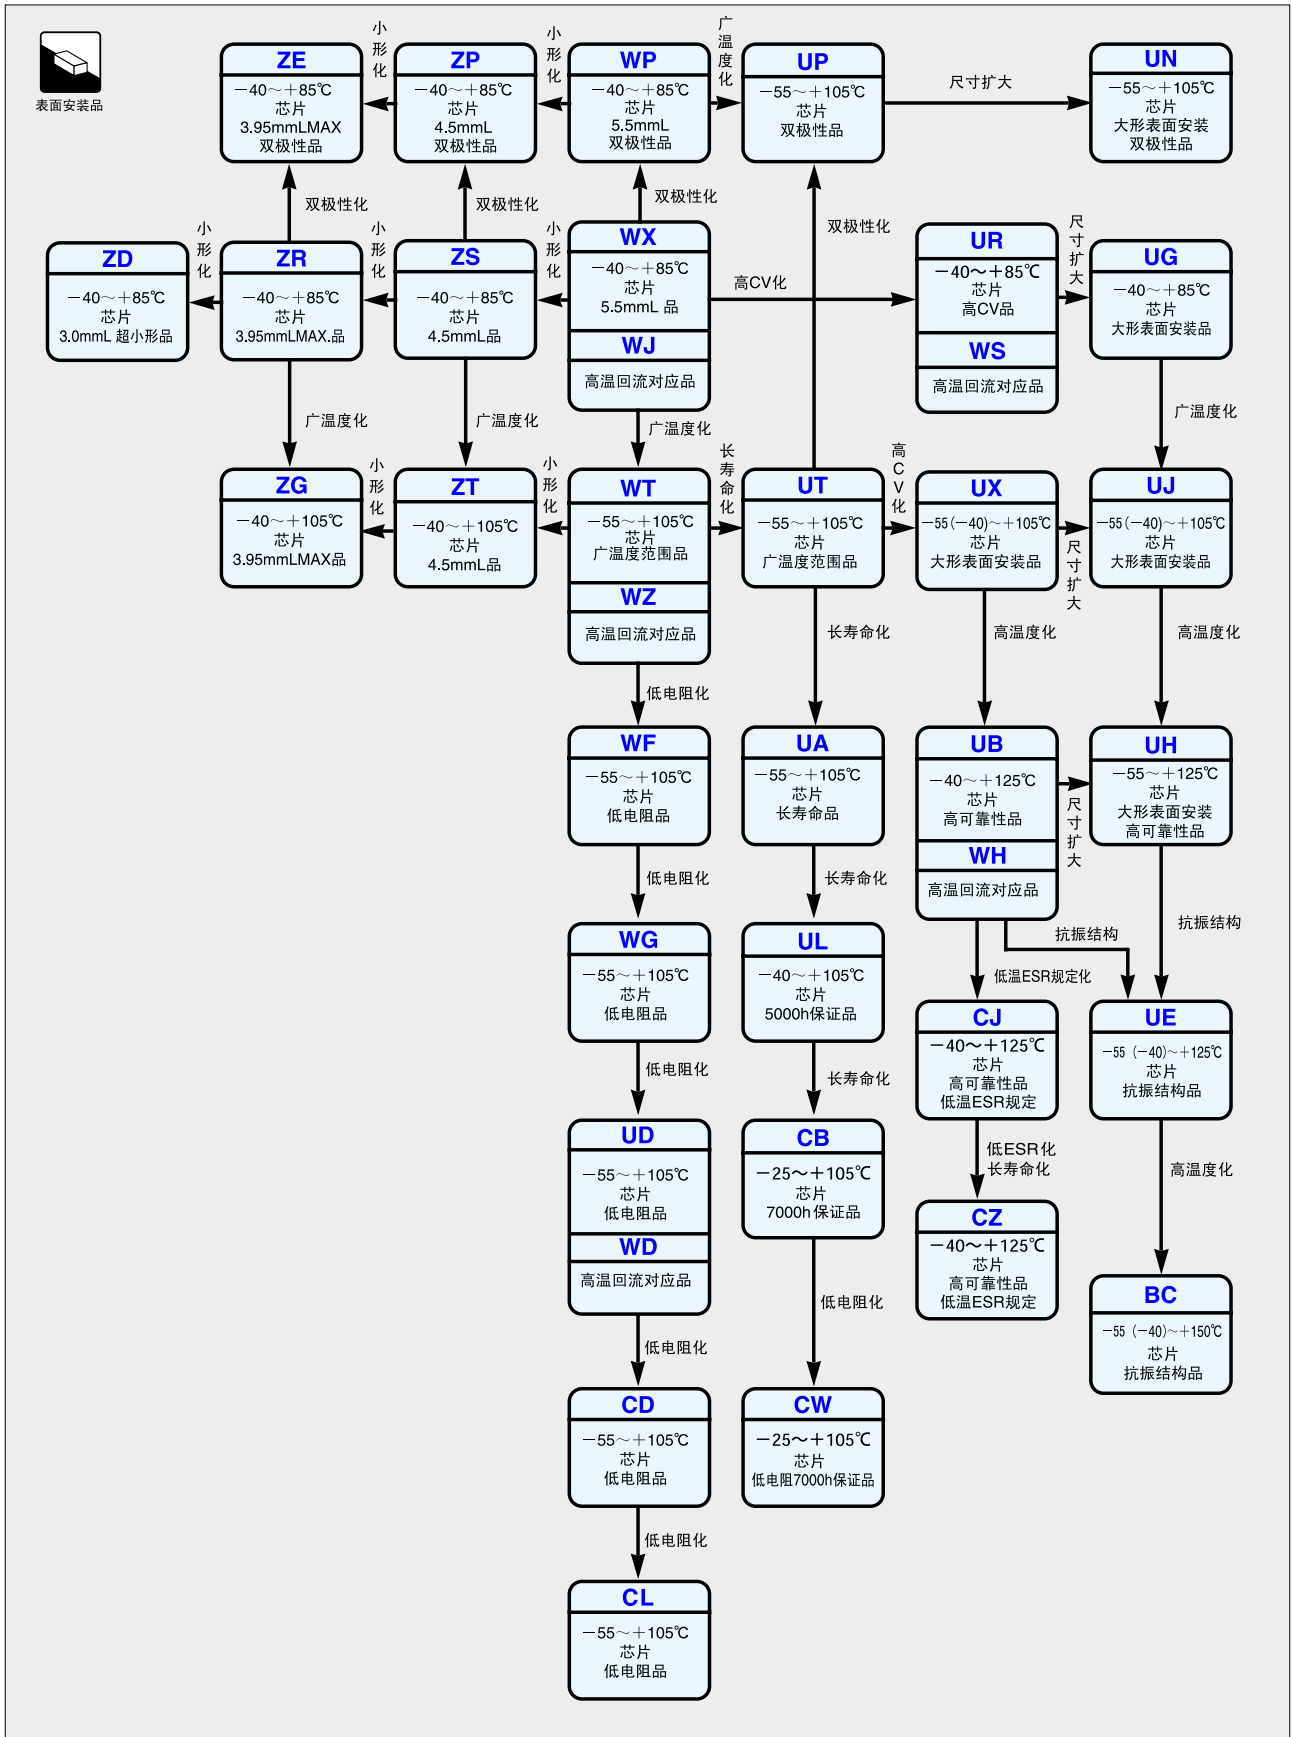 表面安装品
小形化
小形化
广温度化
ZE
－40～＋85℃
芯片
3.95mmLMAX
双极性品
ZP
－40～＋85℃
芯片
4.5mmL
双极性品
WP
－40～＋85℃
芯片
5.5mmL
双极性品
UP
－55～＋105℃
芯片
双极性品
尺寸扩大
UN
－55～＋105℃
芯片
大形表面安装
双极性品
双极性化
双极性化
双极性化
双极性化
小形化
小形化
小形化
尺寸扩大
ZD
－40～＋85℃
芯片
3.0mmL 超小形品
ZR
－40～＋85℃
芯片
3.95mmLMAX.品
ZS
－40～＋85℃
芯片
4.5mmL品
WX
－40～＋85℃
芯片
5.5mmL 品
WJ
高温回流对应品
高CV化
UR
－40～＋85℃
芯片
高CV品
WS
高温回流对应品
UG
－40～＋85℃
芯片
大形表面安装品
广温度化
广温度化
广温度化
广温度化
小形化
小形化
长寿命化
高CV化
尺寸扩大
ZG
－40～＋105℃
芯片
3.95mmLMAX品
ZT
－40～＋105℃
芯片
4.5mmL品
WT
－55～＋105℃
芯片
广温度范围品
WZ
高温回流对应品
UT
－55～＋105℃
芯片
广温度范围品
UX
－55(－40)～＋105℃
芯片
大形表面安装品
UJ
－55(－40)～＋105℃
芯片
大形表面安装品
长寿命化
高温度化
高温度化
低电阻化
WF
－55～＋105℃
芯片
低电阻品
UA
－55～＋105℃
芯片
长寿命品
UB
－40～＋125℃
芯片
高可靠性品
WH
高温回流对应品
尺寸扩大
UH
－55～＋125℃
芯片
大形表面安装
高可靠性品
低电阻化
长寿命化
抗振结构
抗振结构
低温ESR规定化
WG
－55～＋105℃
芯片
低电阻品
UL
－40～＋105℃
芯片
5000h保证品
CJ
－40～＋125℃
芯片
高可靠性品
低温ESR规定
UE
－55 (－40)～＋125℃
芯片
抗振结构品
低电阻化
长寿命化
低ESR化
长寿命化
高温度化
UD
－55～＋105℃
芯片
低电阻品
WD
高温回流对应品
CB
－25～＋105℃
芯片
7000h保证品
CZ
－40～＋125℃
芯片
高可靠性品
低温ESR规定
BC
－55 (－40)～＋150℃
芯片
抗振结构品
低电阻化
低电阻化
CD
－55～＋105℃
芯片
低电阻品
CW
－25～＋105℃
芯片
低电阻7000h保证品
低电阻化
CL
－55～＋105℃
芯片
低电阻品